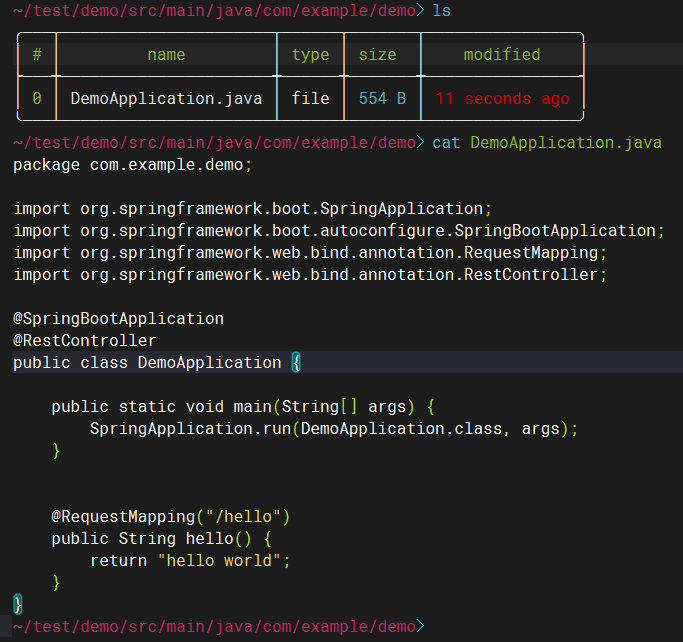 ~/test/demo/src/main/java/com/example/demo> ls
# name type size modified
0 DemoApplication.java file 554 B 11 seconds ago
~/test/demo/src/main/java/com/example/demo> cat DemoApplication.java
package com.example.demo;

import org.springframework.boot.SpringApplication;
import org.springframework.boot.autoconfigure.SpringBootApplication;
import org.springframework.web.bind.annotation.RequestMapping;
import org.springframework.web.bind.annotation.RestController;

@SpringBootApplication
@RestController
public class DemoApplication {

    public static void main(String[] args) {
        SpringApplication.run(DemoApplication.class, args);
    }


    @RequestMapping("/hello")
    public String hello() {
        return "hello world";
    }
}
~/test/demo/src/main/java/com/example/demo>